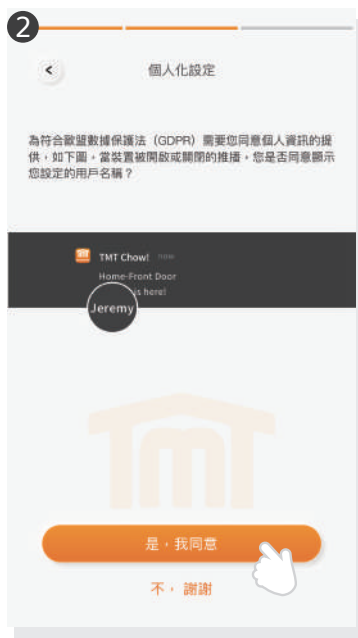 2
個人化設定
為符合歐盟數據保護法（GDPR）需要您同意個人資訊的提
供，如下圖，當裝置被開啟或關閉的推播，您是否同意顯示
您設定的用戶名稱？
TMT Chow! now
Home-Front Door
Jeremy is here!
是，我同意
不，謝謝